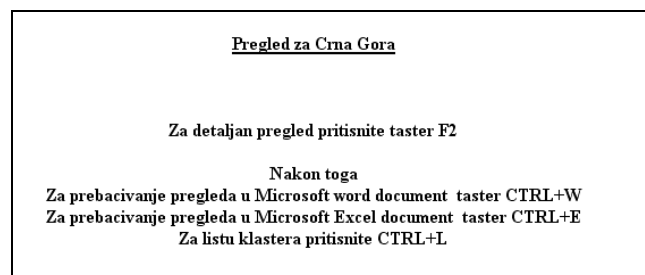 Pregled za Crna Gora
Za detaljan pregled pritisnite taster F2
Nakon toga
Za prebacivanje pregleda u Microsoft word document taster CTRL+W
Za prebacivanje pregleda u Microsoft Excel document taster CTRL+E
Za listu klastera pritisnite CTRL+L